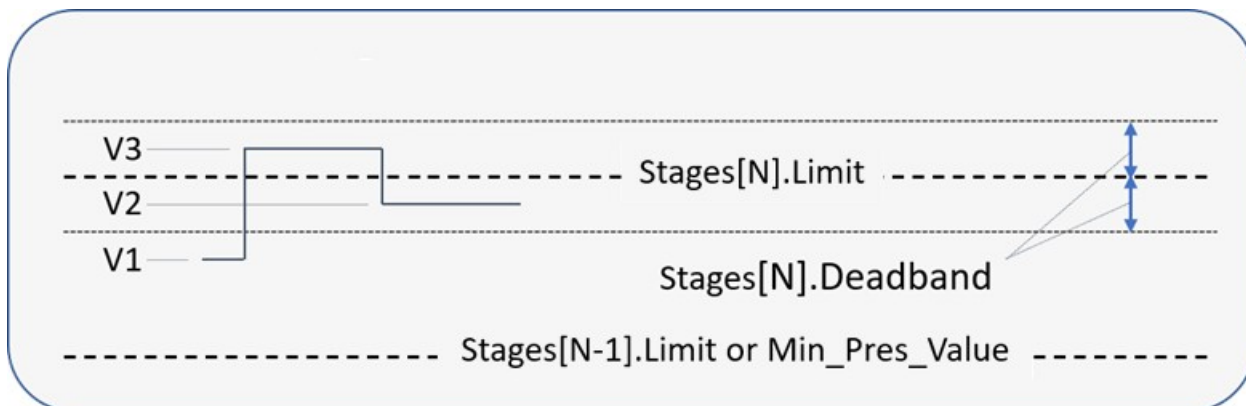 V3
Stages[N].Limit
V2
V1
Stages[N].Deadband
Stages[N-1].Limit or Min_Pres_Value